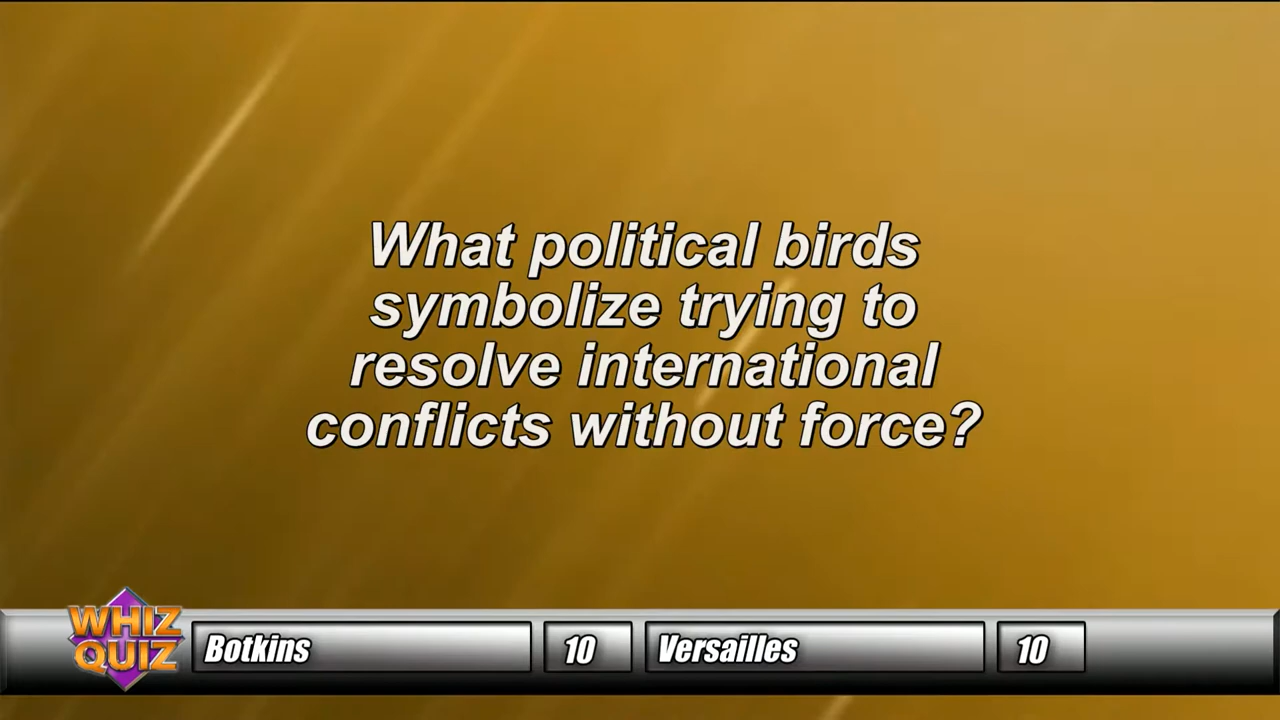 What political birds
symbolize trying to
resolve international
conflicts without force?
WHIZ
QUIZ
Botkins
10
Versailles
10